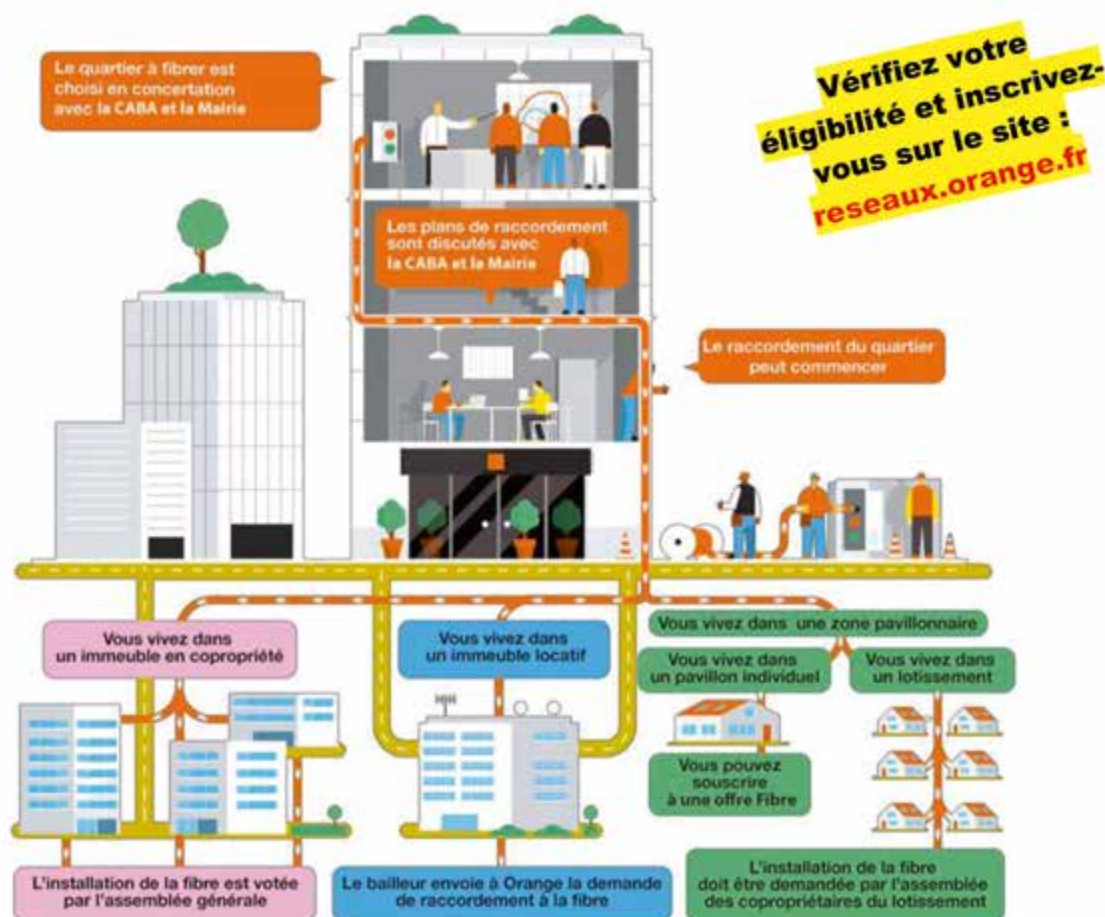 Le quartier à fibrer est
choisi en concertation
avec la CABA et la Mairie
Vérifiez votre
éligibilité et inscrivez-
vous sur le site :
reseaux.orange.fr
Les plans de raccordement
sont discutés avec
la CABA et la Mairie
Le raccordement du quartier
peut commencer
Vous vivez dans
un immeuble en copropriété
Vous vivez dans
un immeuble locatif
Vous vivez dans une zone pavillonnaire
Vous vivez dans
un pavillon individuel
Vous vivez dans
un lotissement
Vous pouvez
souscrire
à une offre Fibre
L'installation de la fibre est votée
par l'assemblée générale
Le bailleur envoie à Orange la demande
de raccordement à la fibre
L'installation de la fibre
doit être demandée par l'assemblée
des copropriétaires du lotissement